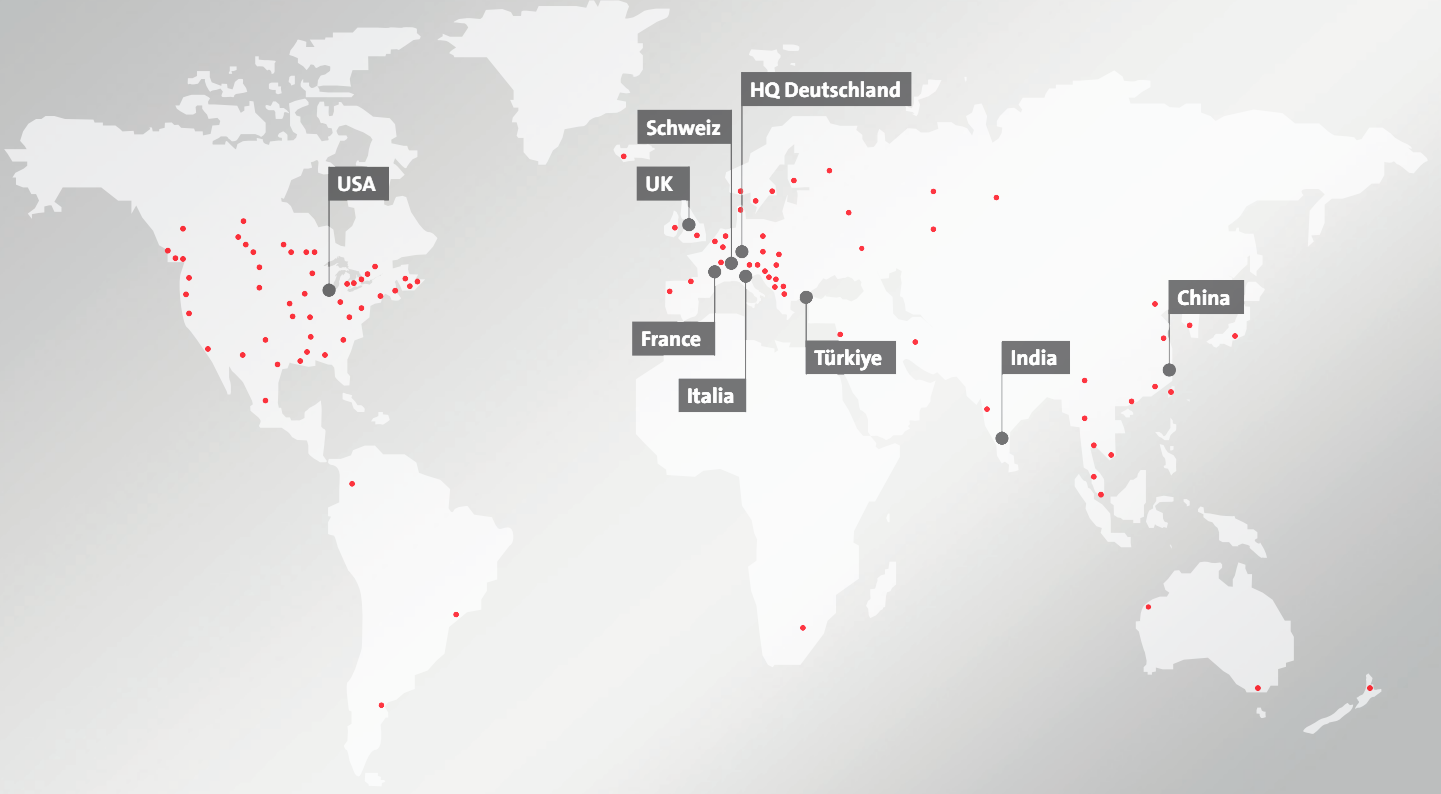 HQ Deutschland
Schweiz
UK
USA
China
France
Türkiye
India
Italia